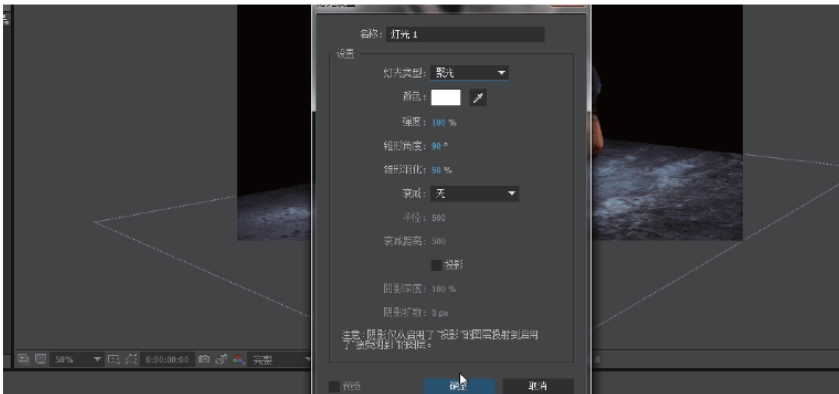 灯光设置
名称: 灯光 1
设置
灯光类型: 聚光
颜色:
强度: 100 %
锥形角度: 90 °
锥形羽化: 50 %
衰减: 无
半径: 500
衰减距离: 500
投影
阴影深度: 100 %
阴影扩散: 0 px
注意:阴影仅从启用了“投影”的图层投射到启用
了“接受阴影”的图层。
50% 0:00:00:00 完整
预览 确定 取消